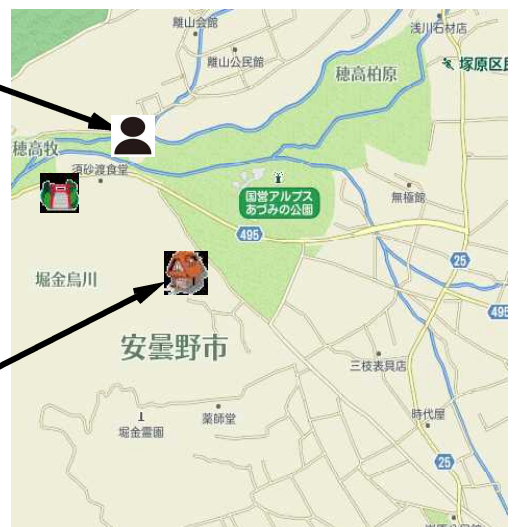 離山会館
浅川石材店
離山公民館
塚原区民
穂高柏原
穂高牧
須砂渡食堂
国営アルプス
あづみの公園
無極館
495
25
堀金烏川
495
安曇野市
三枝表具店
時代屋
薬師堂
堀金霊園
25